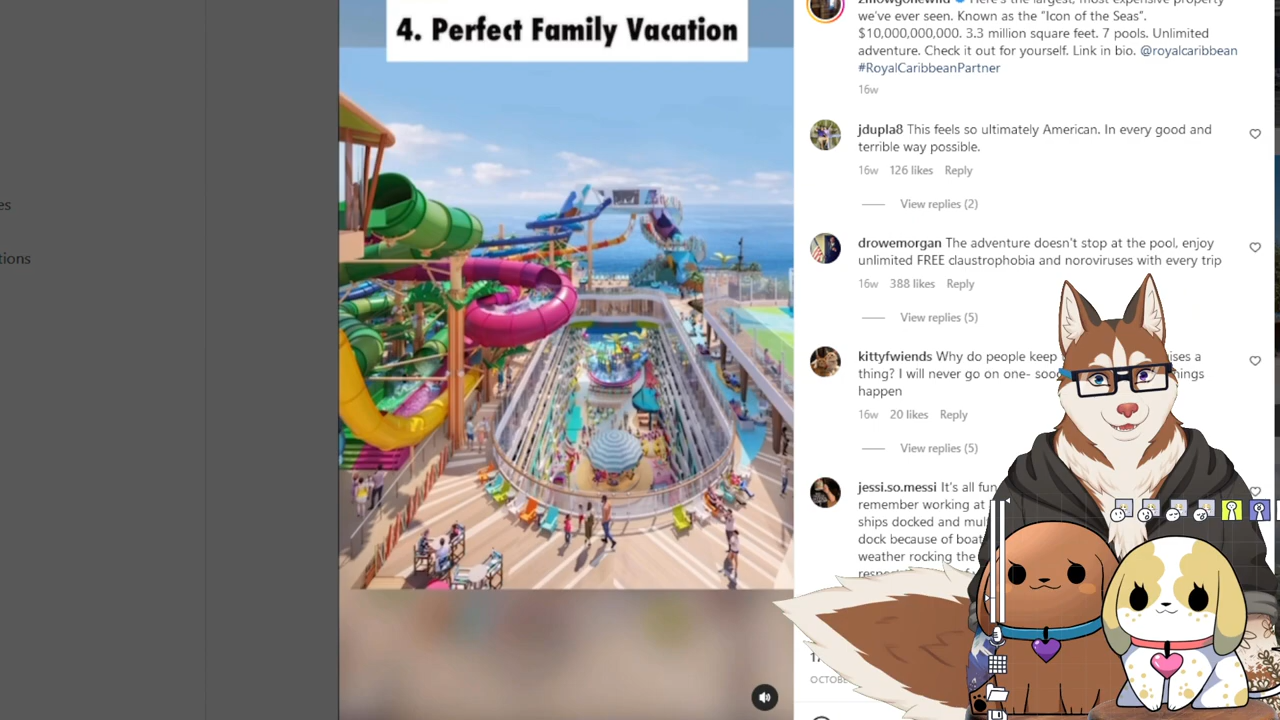 4. Perfect Family Vacation
we've ever seen. Known as the "Icon of the Seas".
$10,000,000,000. 3.3 million square feet. 7 pools. Unlimited
adventure. Check it out for yourself. Link in bio. @royalcaribbean
#RoyalCaribbeanPartner
16w
jdupla8 This feels so ultimately American. In every good and
terrible way possible.
16w 126 likes Reply
View replies (2)
drowemorgan The adventure doesn't stop at the pool, enjoy
unlimited FREE claustrophobia and noroviruses with every trip
16w 388 likes Reply
View replies (5)
kittyfwiends Why do people keep
thing? I will never go on one- soo
happen
16w 20 likes Reply
View replies (5)
jessi.so.messi It's all fun
remember working at
ships docked and mul
dock because of boat
weather rocking the
es
tions